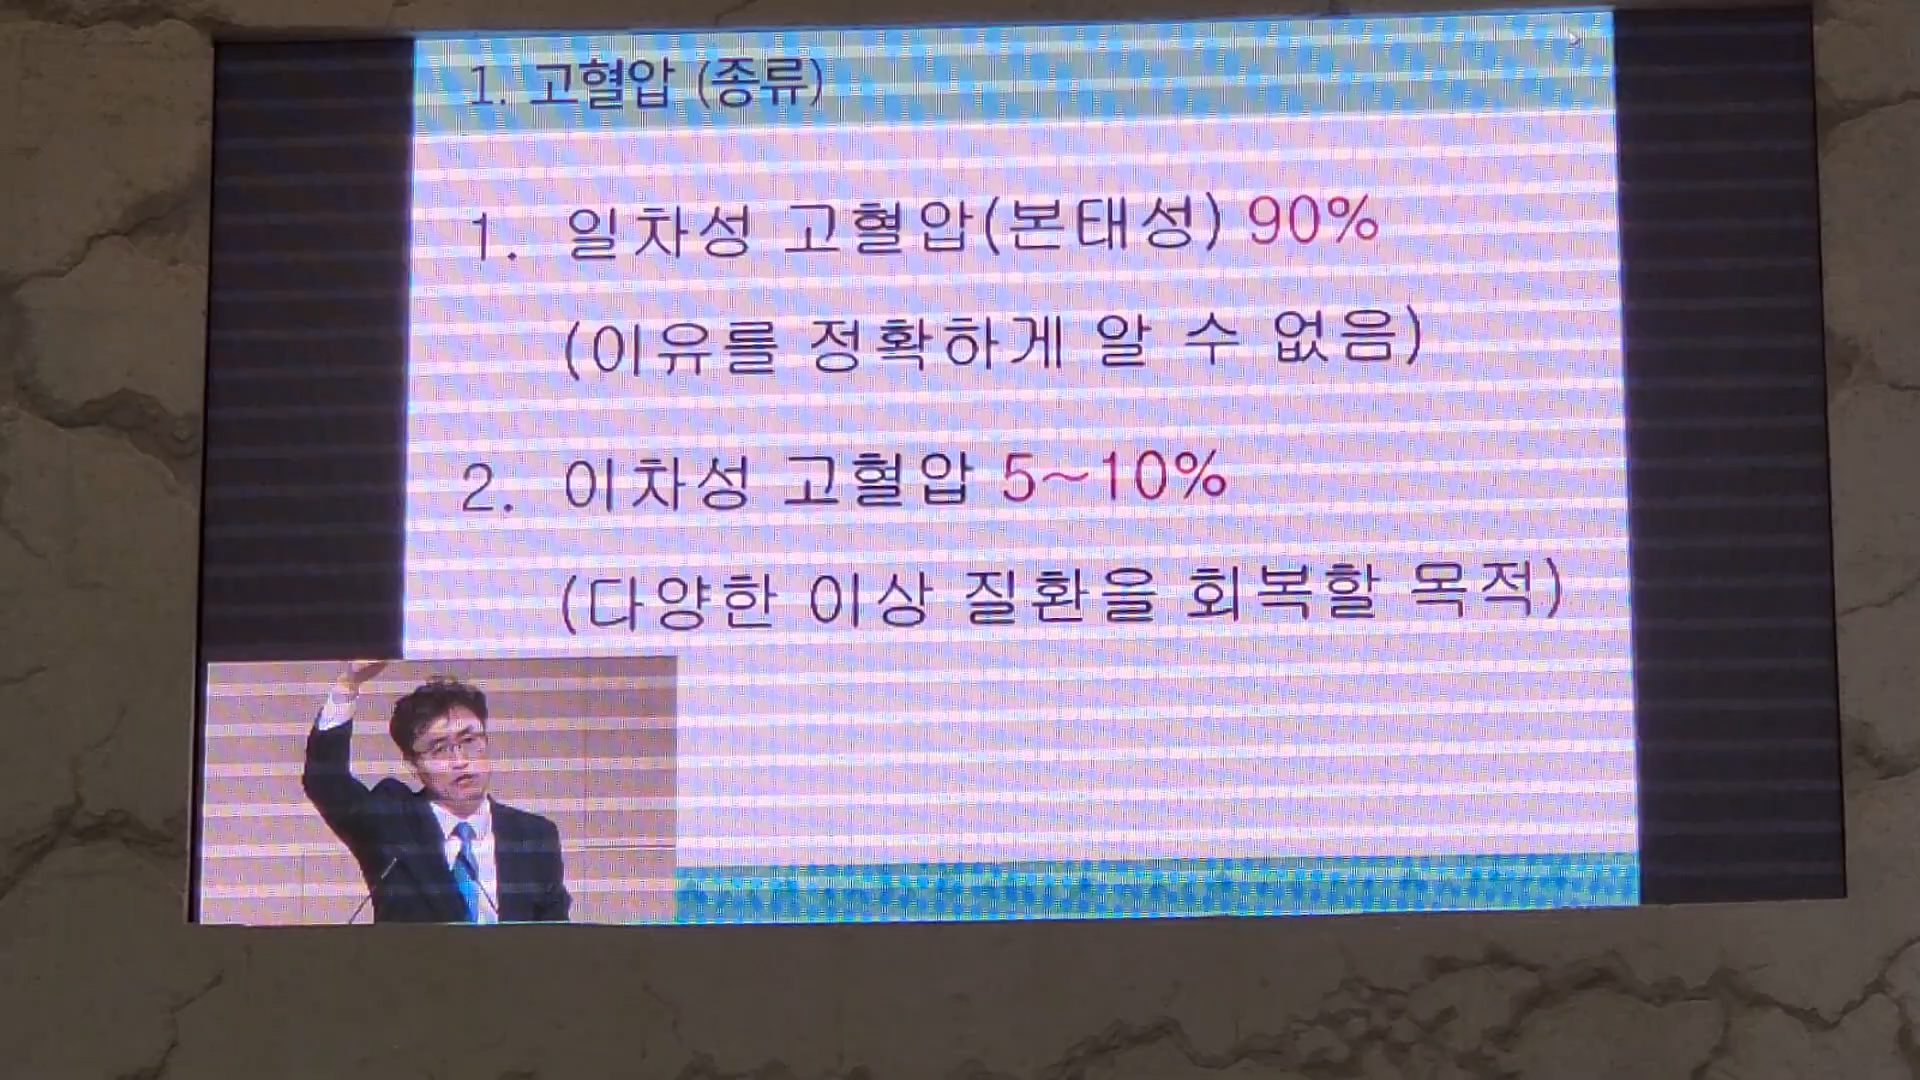 1. 고혈압 (종류)
1. 일차성 고혈압(본태성) 90%
(이유를 정확하게 알 수 없음)
2. 이차성 고혈압 5~10%
(다양한 이상 질환을 회복할 목적)